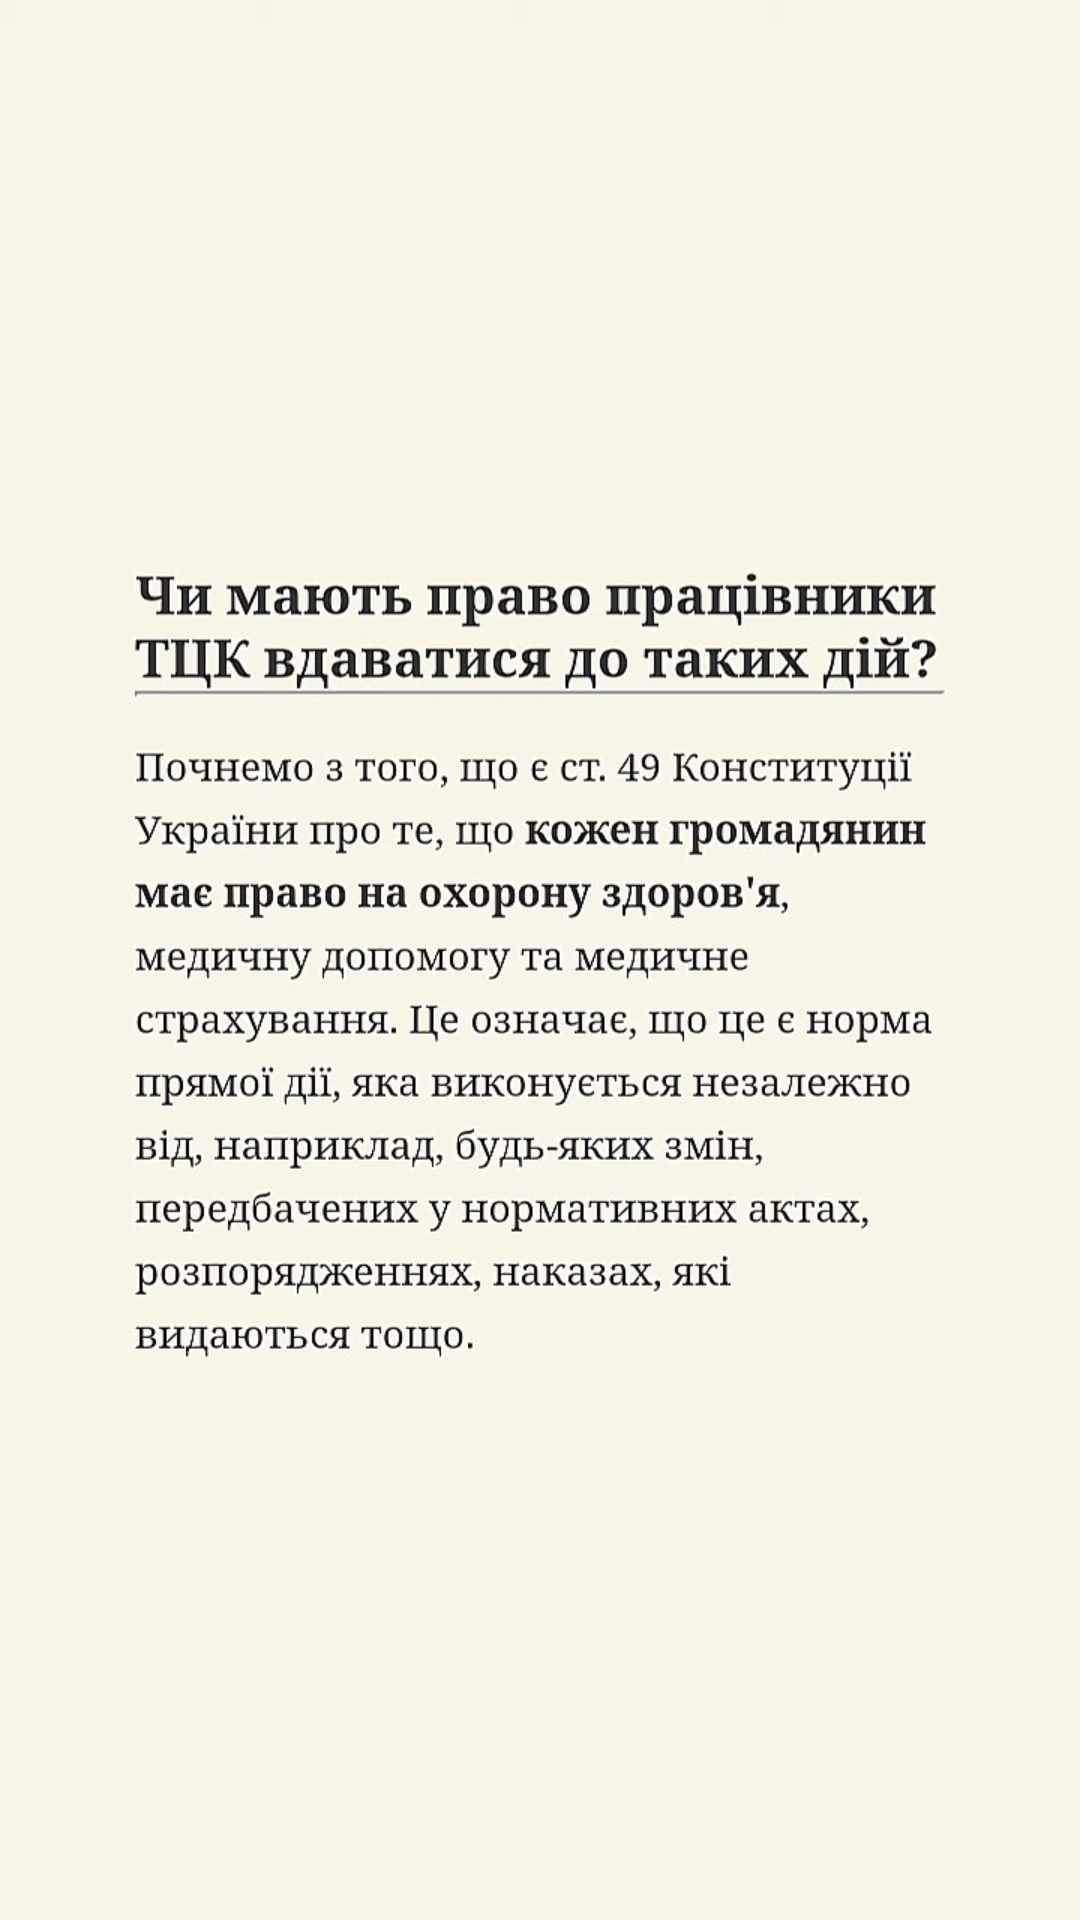 Чи мають право працівники
ТЦК вдаватися до таких дій?
Почнемо з того, що є ст. 49 Конституції
України про те, що кожен громадянин
має право на охорону здоров'я,
медичну допомогу та медичне
страхування. Це означає, що це є норма
прямої дії, яка виконується незалежно
від, наприклад, будь-яких змін,
передбачених у нормативних актах,
розпорядженнях, наказах, які
видаються тощо.